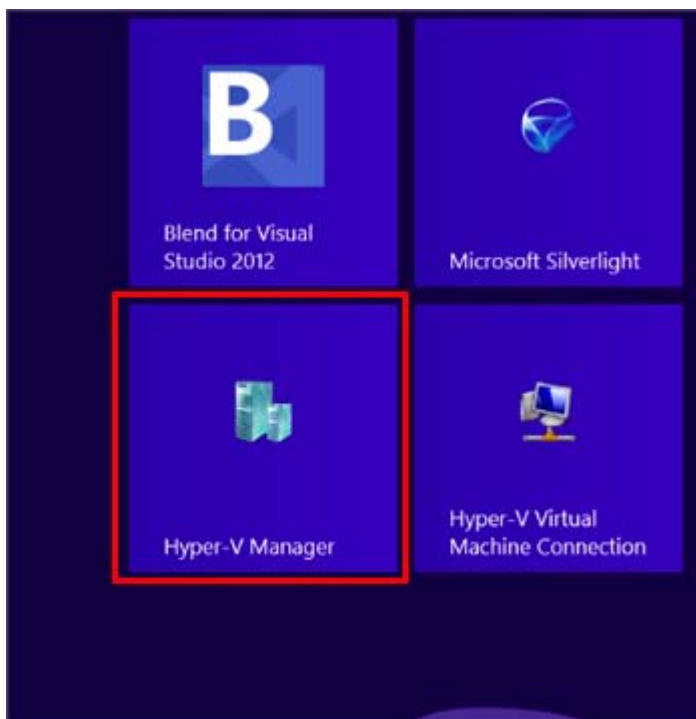 B
Blend for Visual
Studio 2012
Microsoft Silverlight
Hyper-V Manager
Hyper-V Virtual
Machine Connection